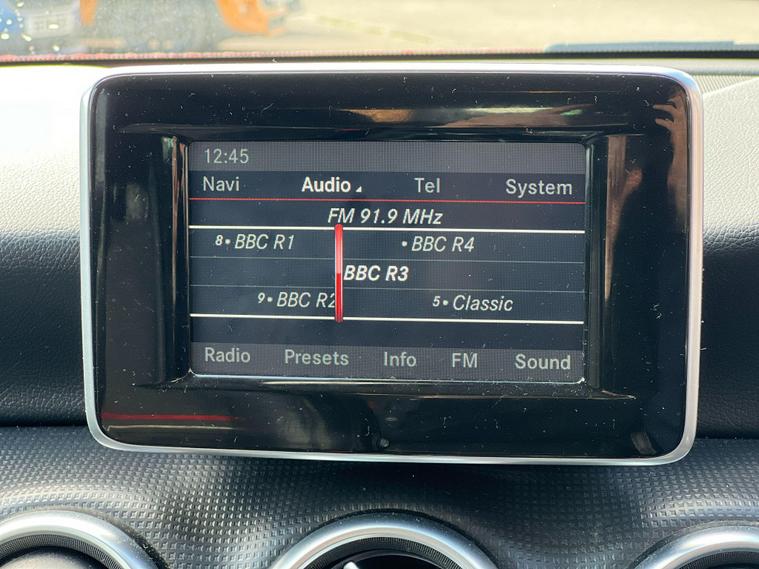 12:45
Navi Audio Tel System
FM 91.9 MHz
8• BBC R1 • BBC R4
BBC R3
9• BBC R2 5• Classic
Radio Presets Info FM Sound